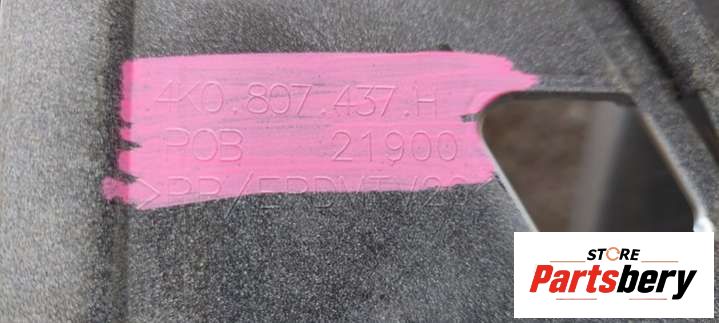 4K0.807.437.H
POB 21900
STORE
Partsbery